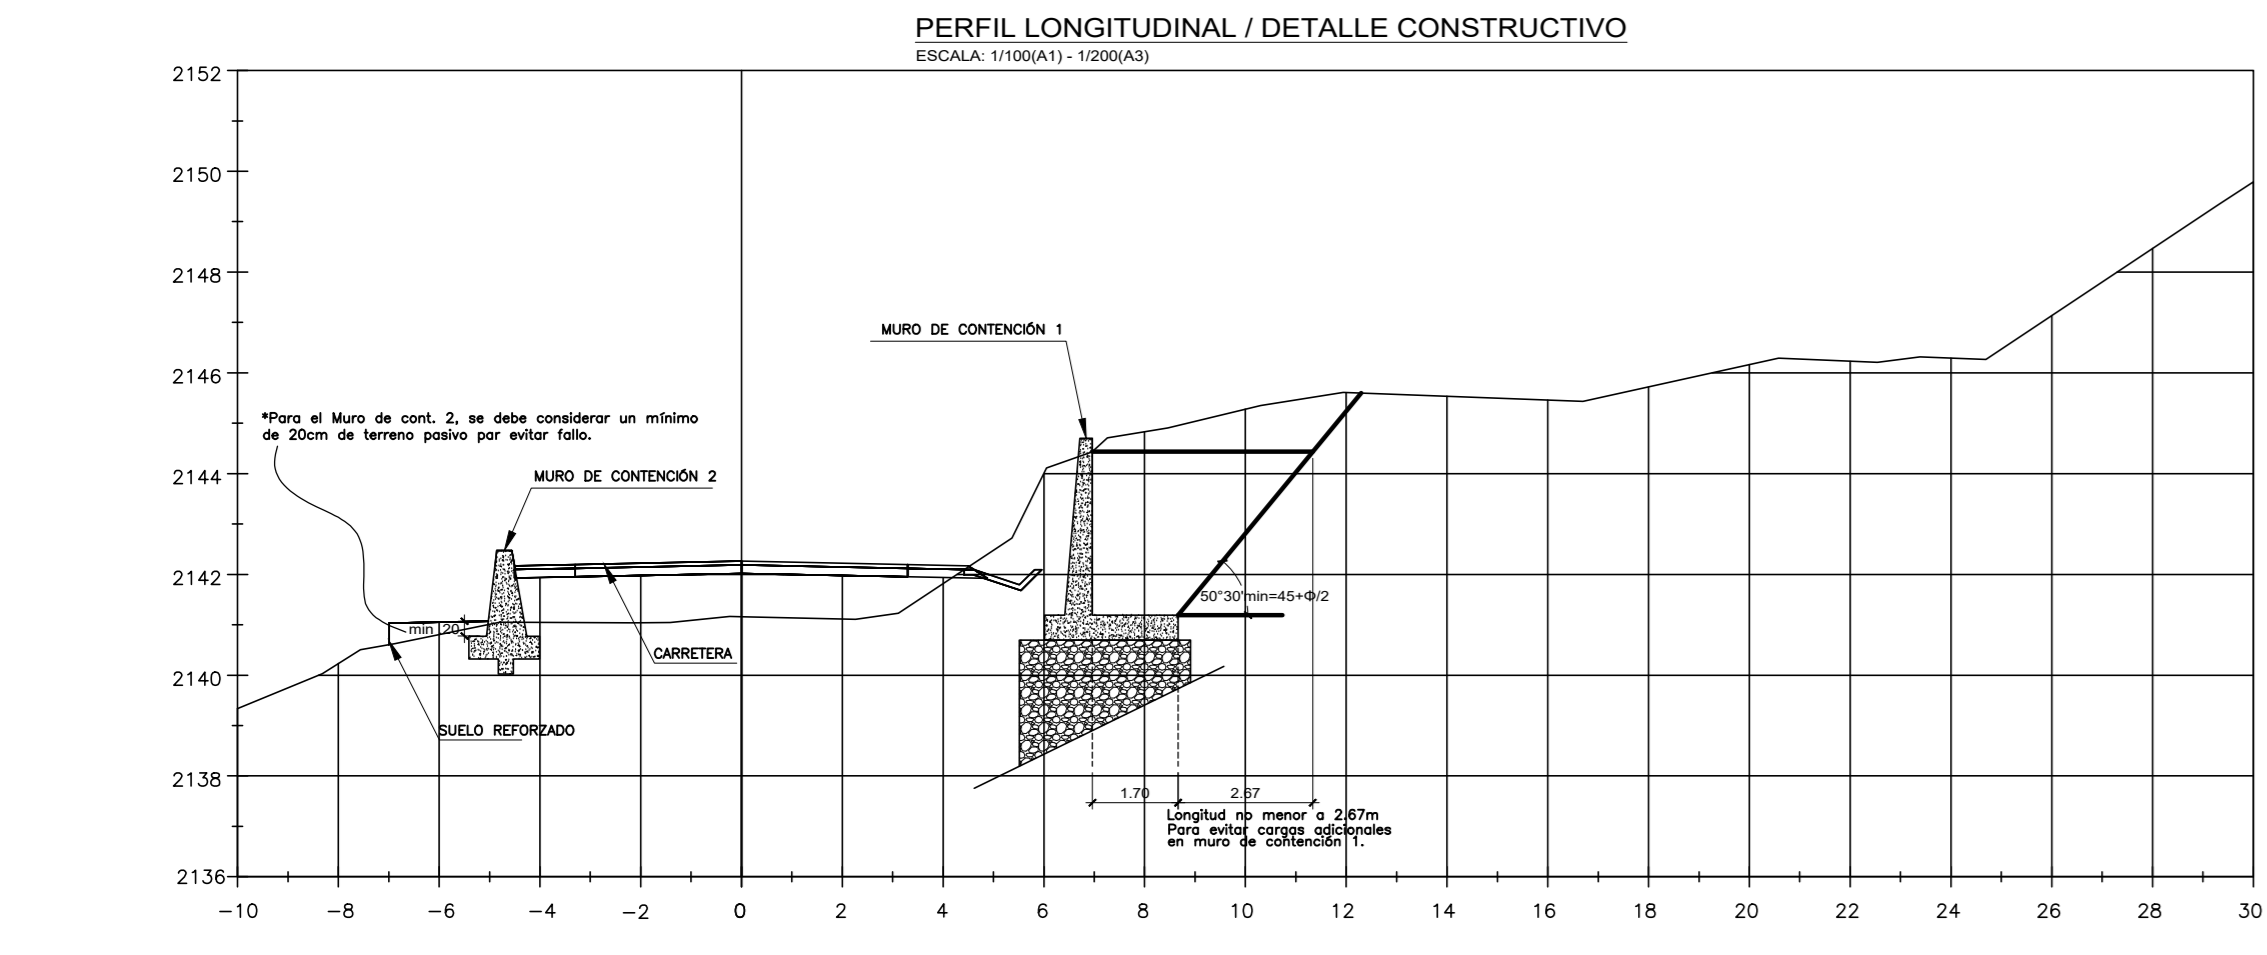 PERFIL LONGITUDINAL / DETALLE CONSTRUCTIVO
ESCALA: 1/100(A1) - 1/200(A3)
2152
2150
2148
2146
2144
2142
2140
2138
2136
MURO DE CONTENCIÓN 1
*Para el Muro de cont. 2, se debe considerar un mínimo
de 20cm de terreno pasivo par evitar fallo.
MURO DE CONTENCIÓN 2
50°30'min=45+Φ/2
min .20
CARRETERA
SUELO REFORZADO
1.70
2.67
Longitud no menor a 2.67m
Para evitar cargas adicionales
en muro de contención 1.
-10 -8 -6 -4 -2 0 2 4 6 8 10 12 14 16 18 20 22 24 26 28 30